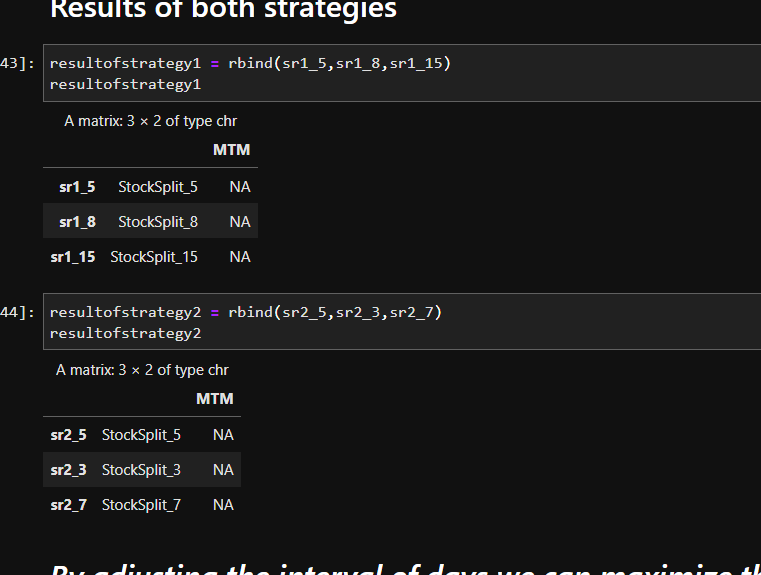 Results of both strategies
43]:
resultofstrategy1 = rbind(sr1_5,sr1_8,sr1_15)
resultofstrategy1
A matrix: 3 × 2 of type chr
MTM
sr1_5 StockSplit_5 NA
sr1_8 StockSplit_8 NA
sr1_15 StockSplit_15 NA
44]:
resultofstrategy2 = rbind(sr2_5,sr2_3,sr2_7)
resultofstrategy2
A matrix: 3 × 2 of type chr
MTM
sr2_5 StockSplit_5 NA
sr2_3 StockSplit_3 NA
sr2_7 StockSplit_7 NA
By adjusting the interval of days we can maximize th